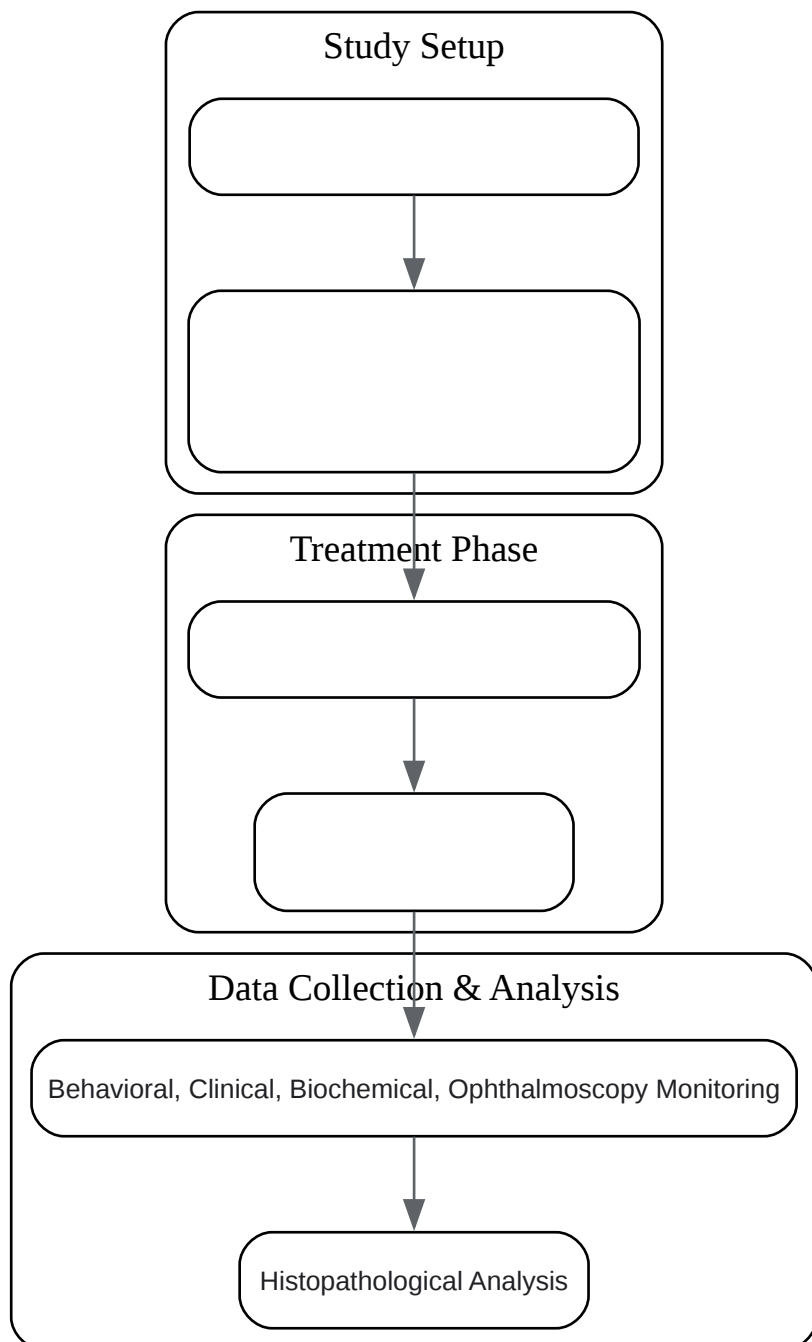 Study Setup
Treatment Phase
Data Collection & Analysis
Behavioral, Clinical, Biochemical, Ophthalmoscopy Monitoring
Histopathological Analysis